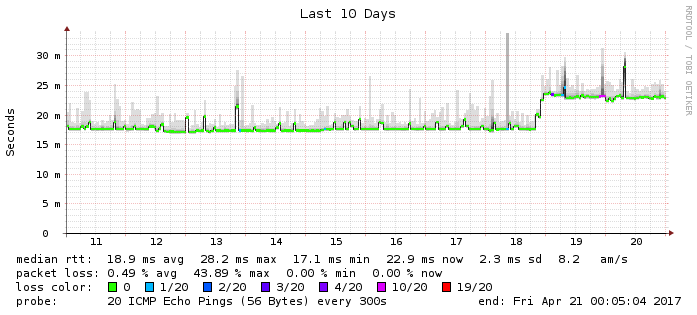 Last 10 Days
RRDTOOL / TOBI OETIKER
Seconds
30 m
25 m
20 m
15 m
10 m
5 m
0
11 12 13 14 15 16 17 18 19 20
median rtt: 18.9 ms avg 28.2 ms max 17.1 ms min 22.9 ms now 2.3 ms sd 8.2 am/s
packet loss: 0.49 % avg 43.89 % max 0.00 % min 0.00 % now
loss color: 0 1/20 2/20 3/20 4/20 10/20 19/20
probe: 20 ICMP Echo Pings (56 Bytes) every 300s end: Fri Apr 21 00:05:04 2017